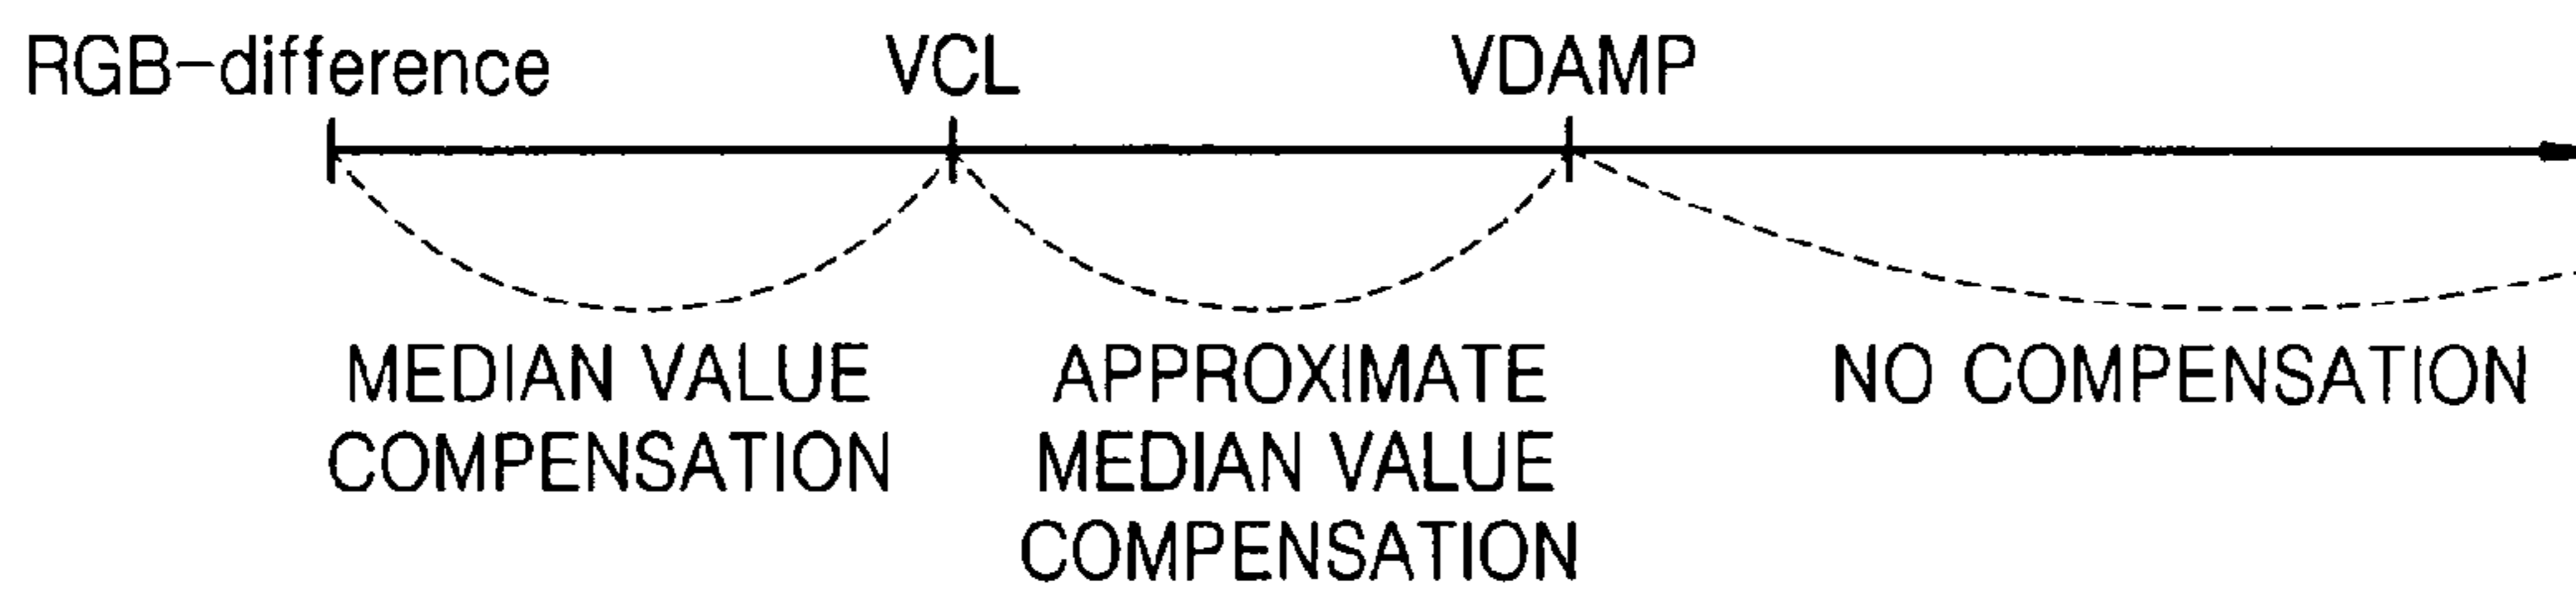 RGB-difference VCL VDAMP
MEDIAN VALUE COMPENSATION
APPROXIMATE MEDIAN VALUE COMPENSATION
NO COMPENSATION